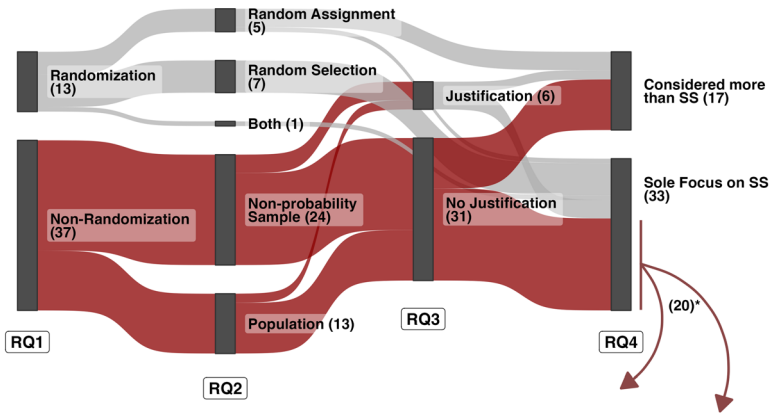 Random Assignment
(5)
Randomization
(13)
Random Selection
(7)
Both (1)
Justification (6)
Considered more
than SS (17)
Non-Randomization
(37)
Non-probability
Sample (24)
No Justification
(31)
Sole Focus on SS
(33)
Population (13)
(20)*
RQ1
RQ2
RQ3
RQ4